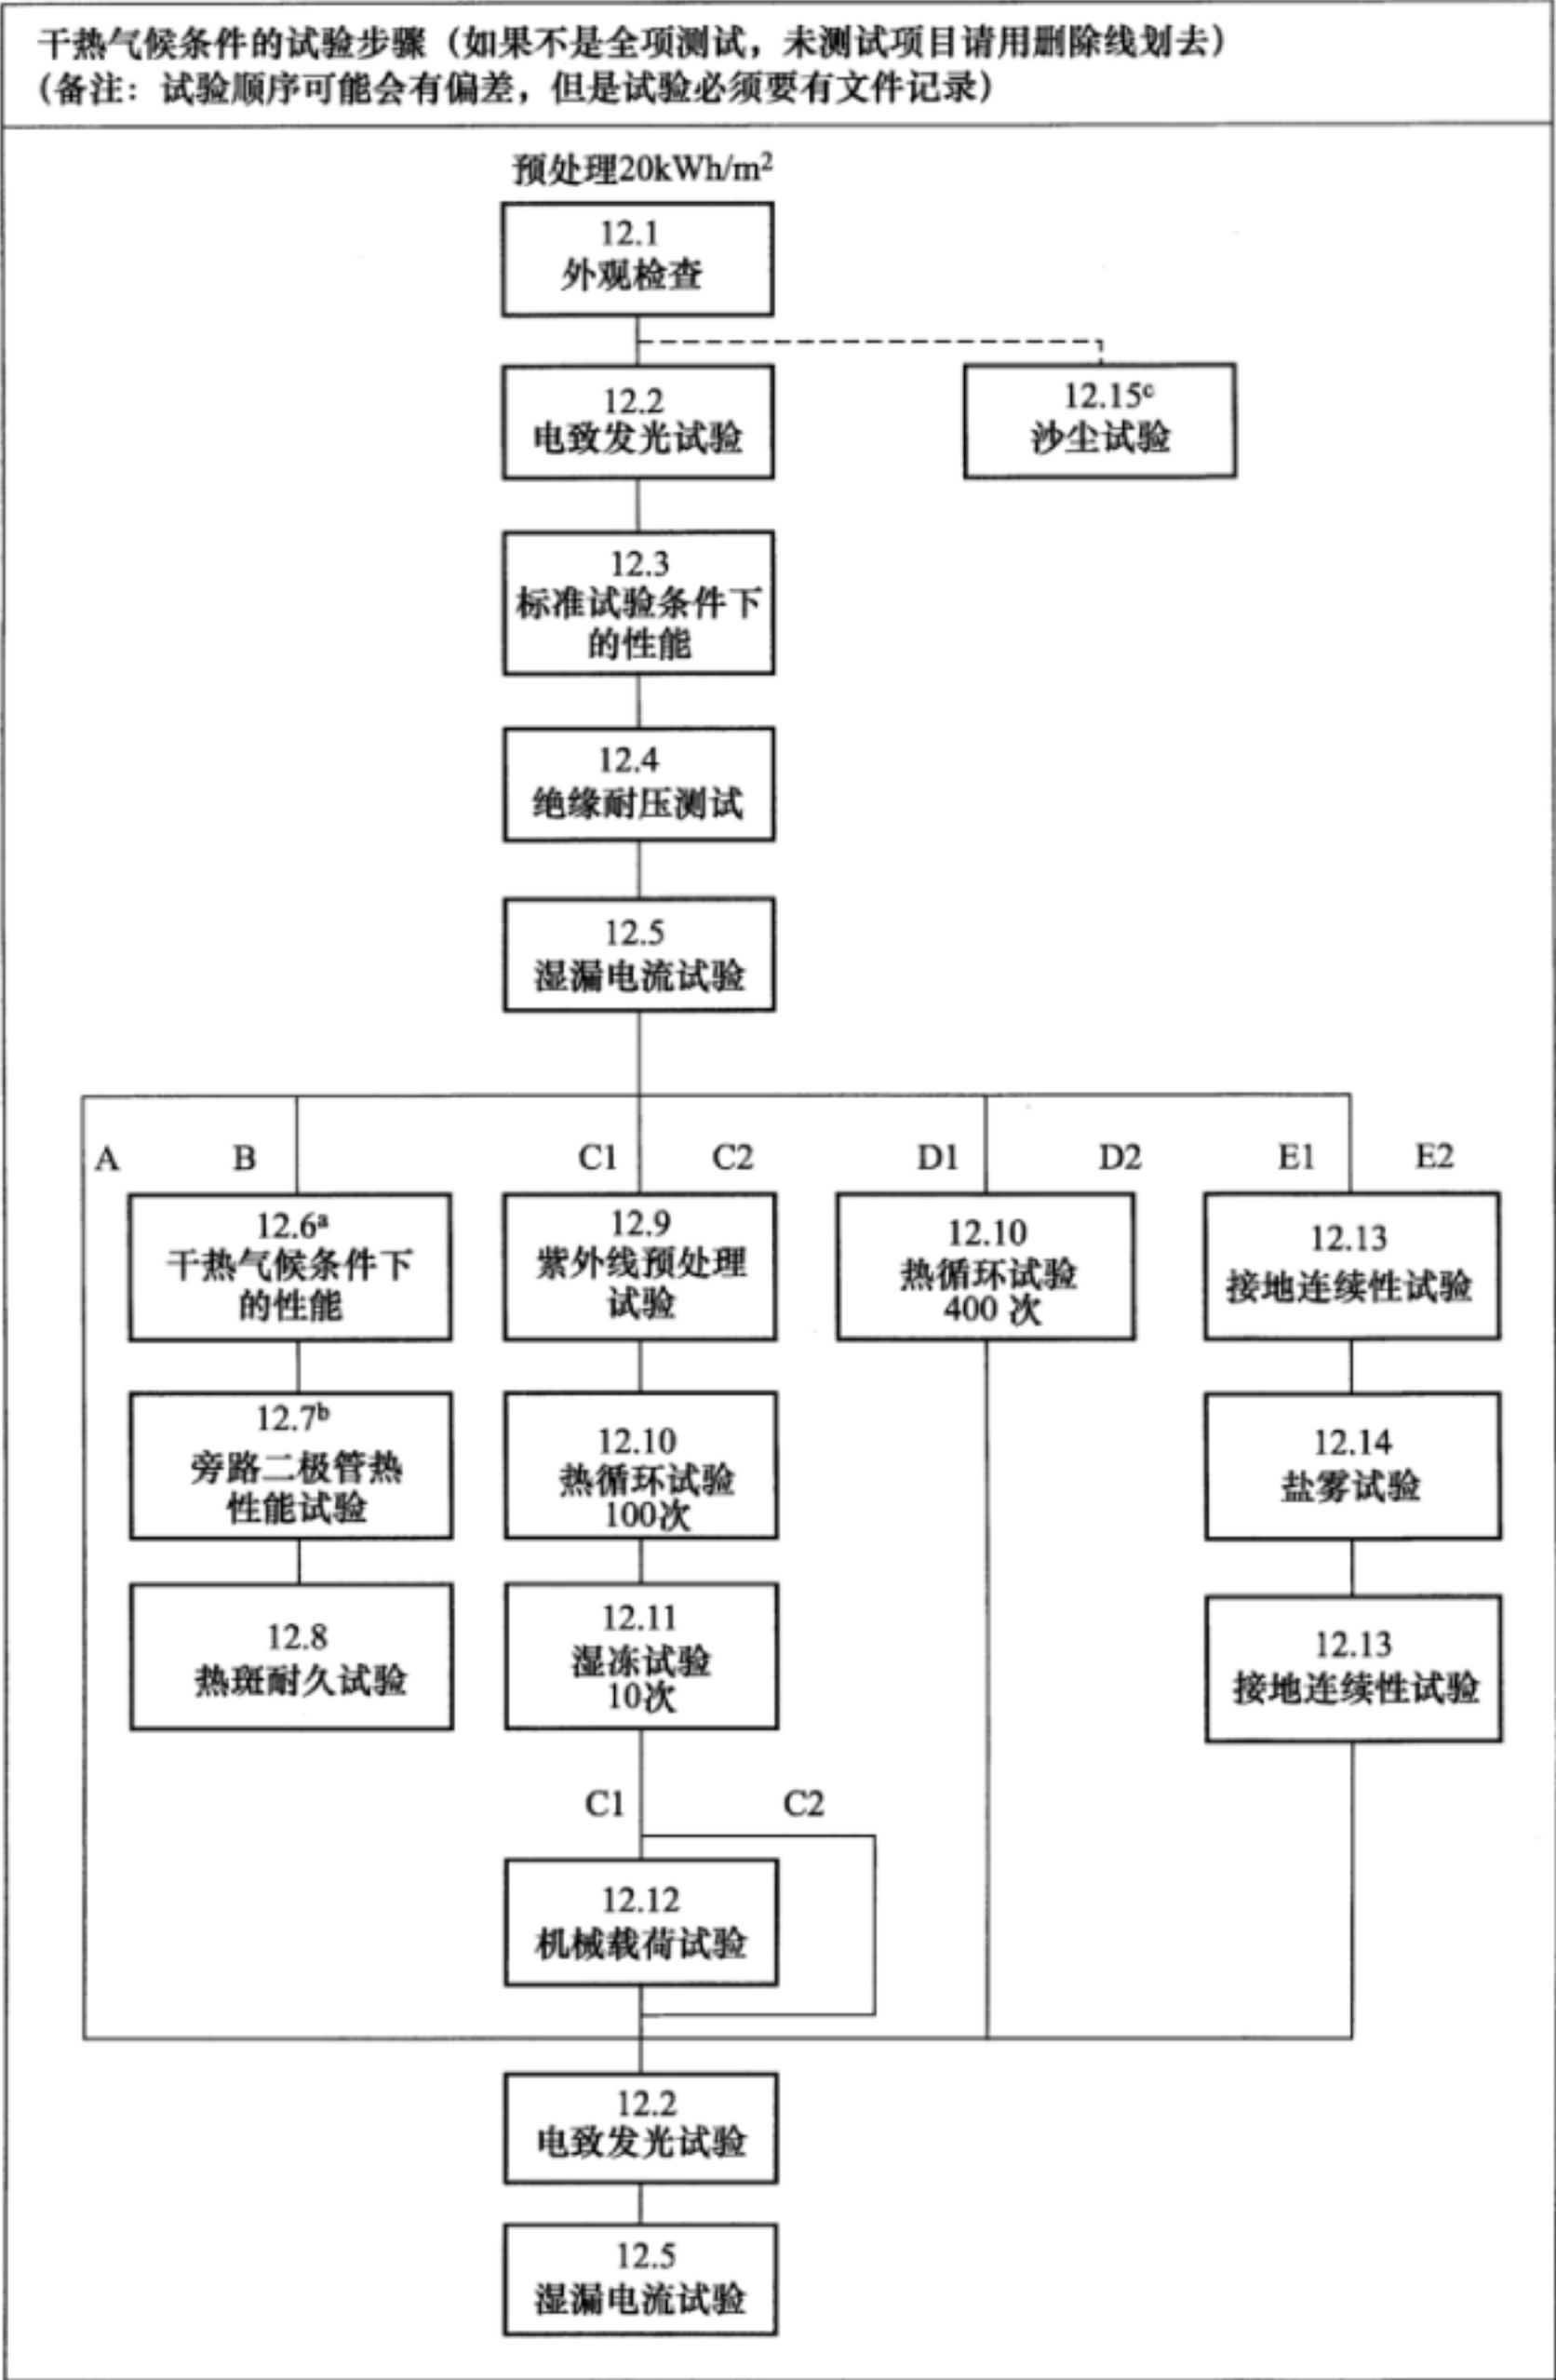 干热气候条件的试验步骤（如果不是全项测试，未测试项目请用删除线划去）
（备注：试验顺序可能会有偏差，但是试验必须要有文件记录）
预处理20kWh/m²
12.1
外观检查
12.2
电致发光试验
12.15ᶜ
沙尘试验
12.3
标准试验条件下
的性能
12.4
绝缘耐压测试
12.5
湿漏电流试验
A
B
C1
C2
D1
D2
E1
E2
12.6ᵃ
干热气候条件下
的性能
12.7ᵇ
旁路二极管热
性能试验
12.8
热斑耐久试验
12.9
紫外线预处理
试验
12.10
热循环试验
100次
12.11
湿冻试验
10次
C1
C2
12.12
机械载荷试验
12.10
热循环试验
400 次
12.13
接地连续性试验
12.14
盐雾试验
12.13
接地连续性试验
12.2
电致发光试验
12.5
湿漏电流试验